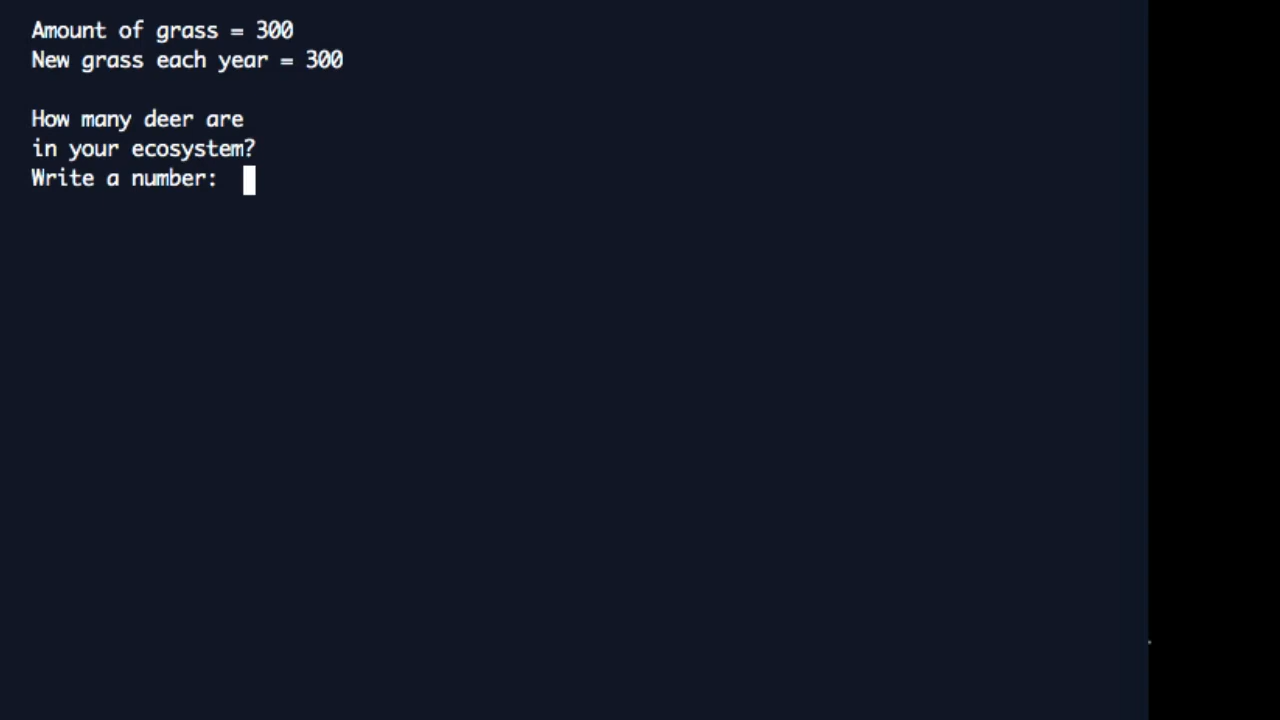 Amount of grass = 300
New grass each year = 300
How many deer are
in your ecosystem?
Write a number: